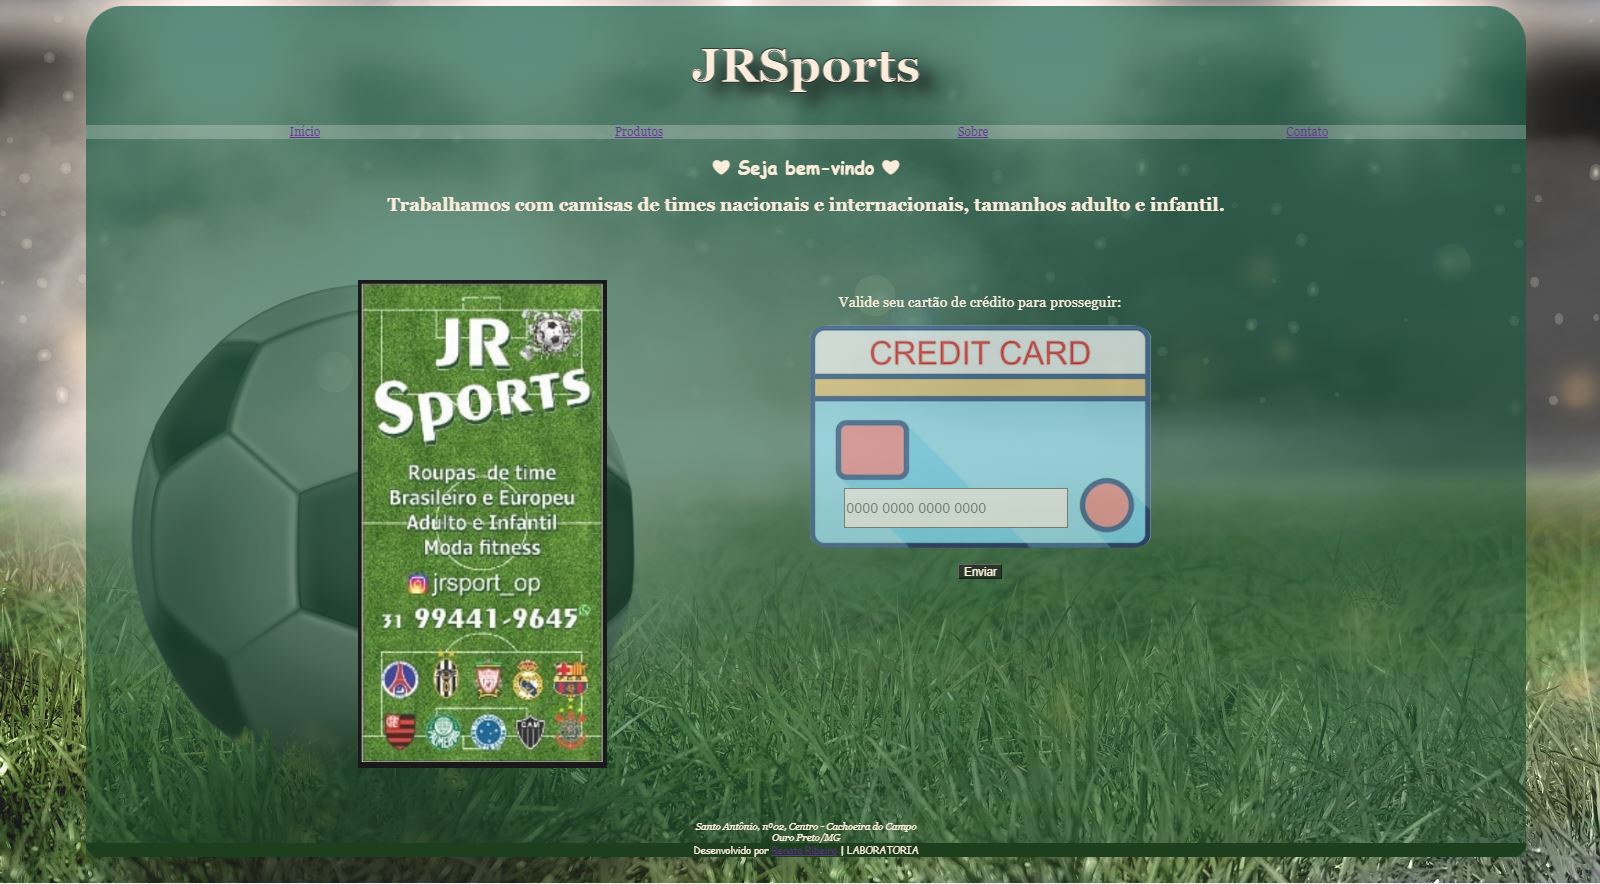 JRSports
Início Produtos Sobre Contato
♥ Seja bem-vindo ♥
Trabalhamos com camisas de times nacionais e internacionais, tamanhos adulto e infantil.
JR
SPORTS
Roupas de time
Brasileiro e Europeu
Adulto e Infantil
Moda fitness
jrsport_op
31 99441-9645
Valide seu cartão de crédito para prosseguir:
CREDIT CARD
0000 0000 0000 0000
Enviar
Santo Antônio, nº02, Centro - Cachoeira do Campo
Ouro Preto/MG
Desenvolvido por Renata Ribeiro | LABORATORIA